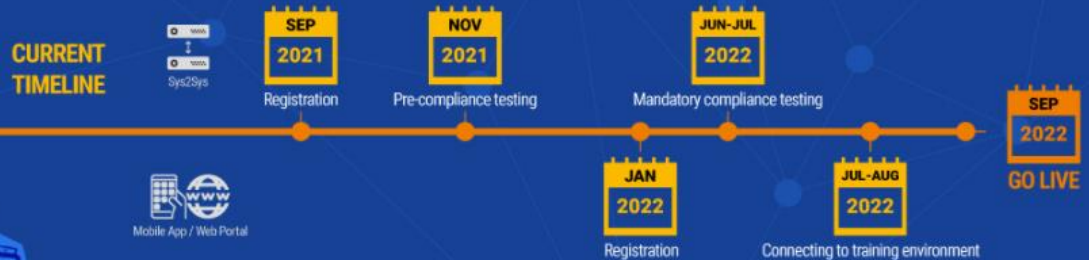 CURRENT
TIMELINE
Sys2Sys
SEP
2021
Registration
NOV
2021
Pre-compliance testing
JUN-JUL
2022
Mandatory compliance testing
SEP
2022
GO LIVE
WWW
Mobile App / Web Portal
JAN
2022
Registration
JUL-AUG
2022
Connecting to training environment